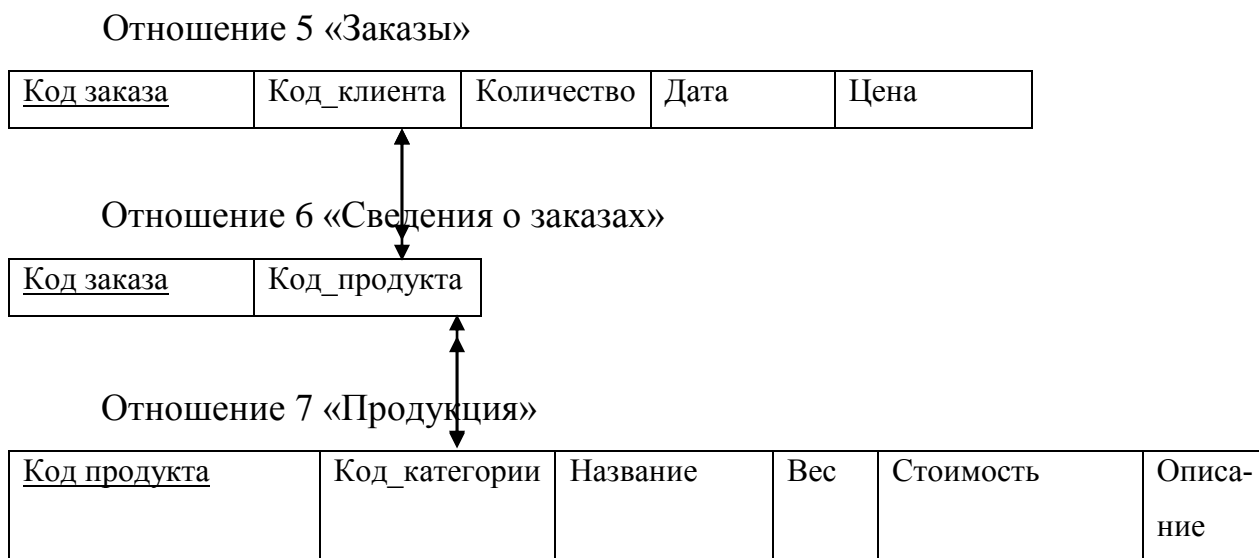 Отношение 5 «Заказы»
Код заказа Код_клиента Количество Дата Цена
Отношение 6 «Сведения о заказах»
Код заказа Код_продукта
Отношение 7 «Продукция»
Код продукта Код_категории Название Вес Стоимость Описа-
ние